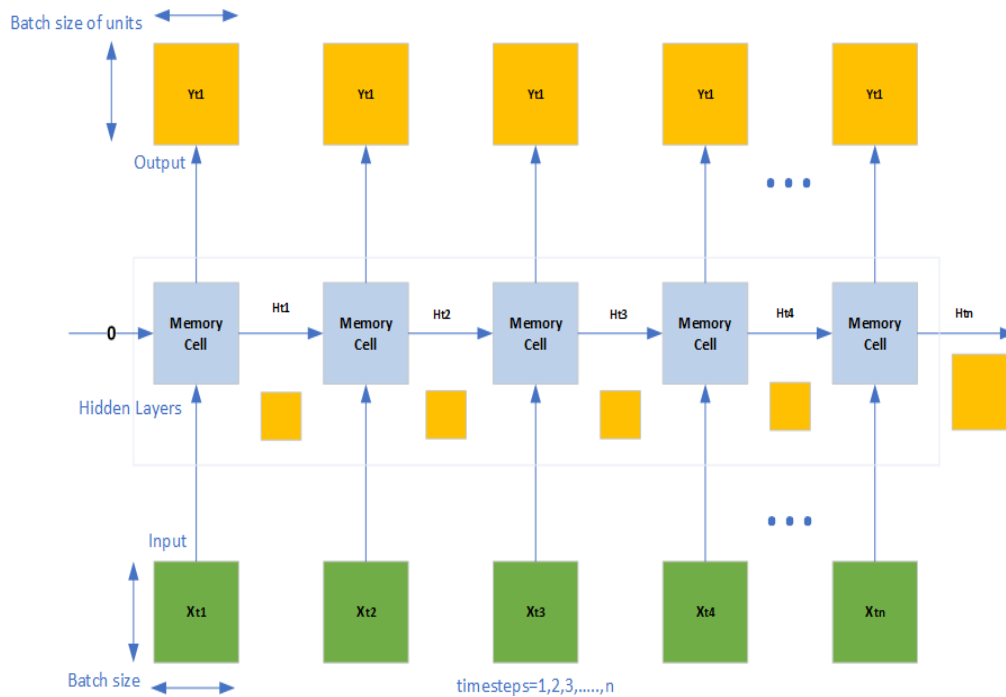 Batch size of units
Yt1
Yt1
Yt1
Yt1
Yt1
Output
Ht1
Ht2
Ht3
Ht4
Htn
0
Memory
Cell
Memory
Cell
Memory
Cell
Memory
Cell
Memory
Cell
Hidden Layers
Input
Xt1
Xt2
Xt3
Xt4
Xtn
Batch size
timesteps=1,2,3,.....,n